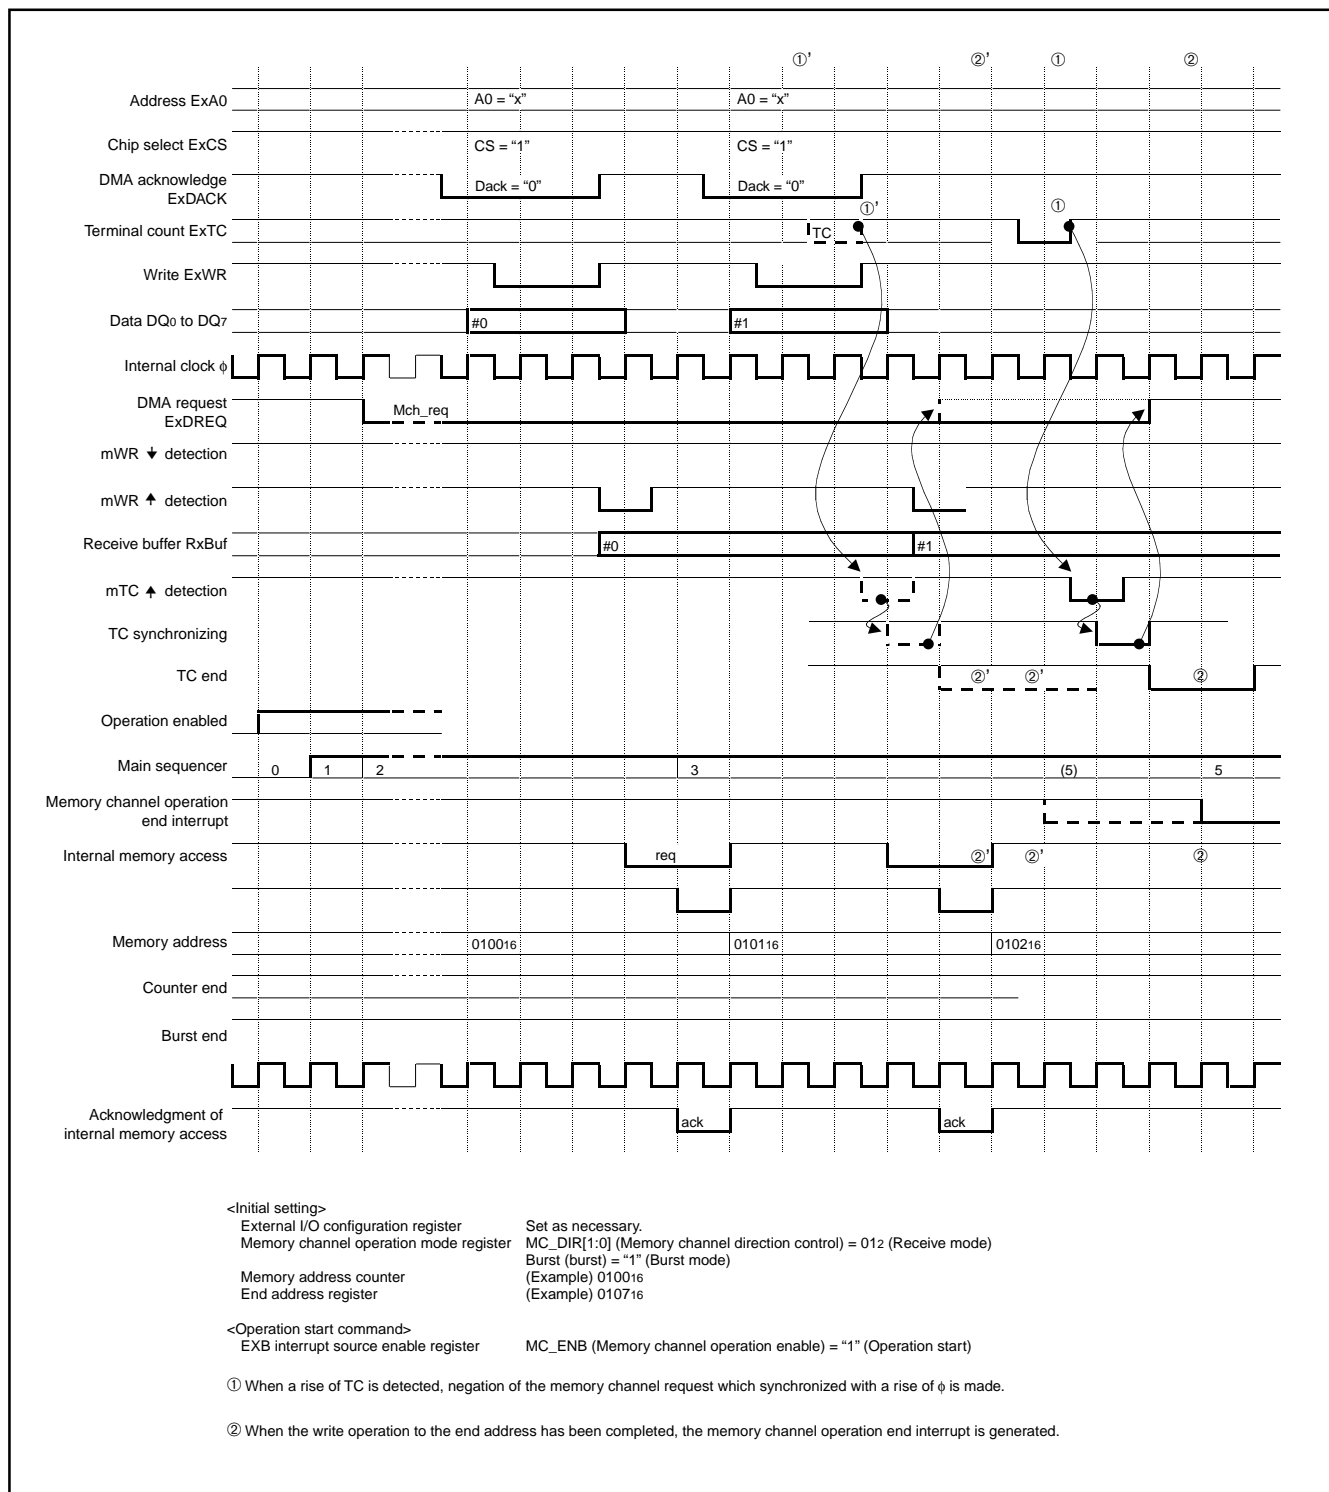 ①’ ②’ ① ②
Address ExA0 A0 = “x” A0 = “x”
Chip select ExCS CS = “1” CS = “1”
DMA acknowledge
ExDACK Dack = “0” Dack = “0”
①’ ①
Terminal count ExTC TC
Write ExWR
Data DQ0 to DQ7 #0 #1
Internal clock ϕ
DMA request
ExDREQ Mch_req
mWR ↓ detection
mWR ↑ detection
Receive buffer RxBuf #0 #1
mTC ↑ detection
TC synchronizing
TC end ②’ ②’ ②
Operation enabled
Main sequencer 0 1 2 3 (5) 5
Memory channel operation
end interrupt
Internal memory access req ②’ ②’ ②
Memory address 010016 010116 010216
Counter end
Burst end
Acknowledgment of
internal memory access ack ack
<Initial setting>
External I/O configuration register Set as necessary.
Memory channel operation mode register MC_DIR[1:0] (Memory channel direction control) = 012 (Receive mode)
Burst (burst) = “1” (Burst mode)
Memory address counter (Example) 010016
End address register (Example) 010716
<Operation start command>
EXB interrupt source enable register MC_ENB (Memory channel operation enable) = “1” (Operation start)
① When a rise of TC is detected, negation of the memory channel request which synchronized with a rise of ϕ is made.
② When the write operation to the end address has been completed, the memory channel operation end interrupt is generated.